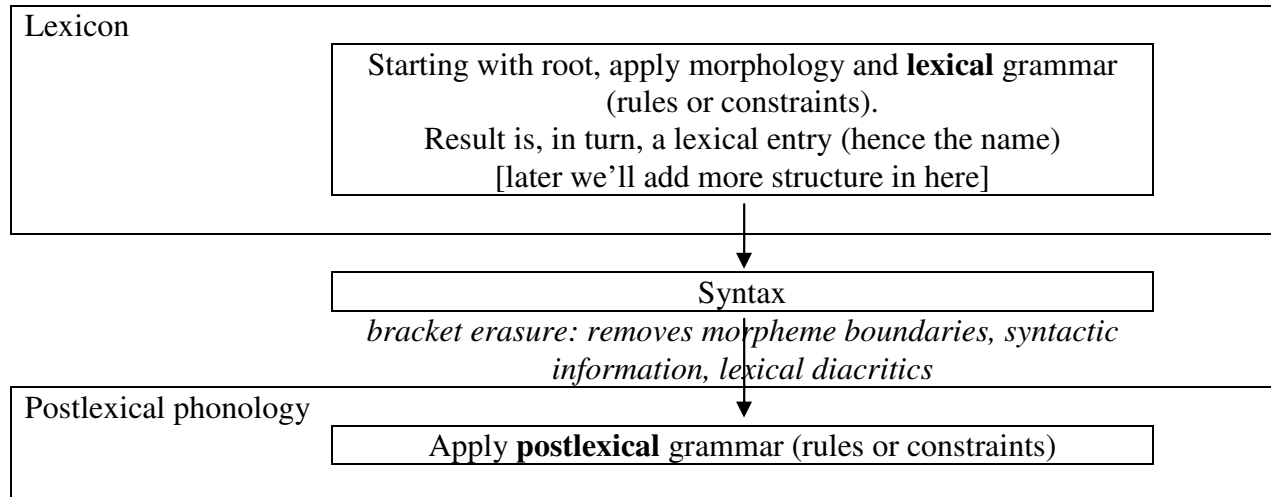 Lexicon
Starting with root, apply morphology and lexical grammar
(rules or constraints).
Result is, in turn, a lexical entry (hence the name)
[later we’ll add more structure in here]
Syntax
bracket erasure: removes morpheme boundaries, syntactic
information, lexical diacritics
Postlexical phonology
Apply postlexical grammar (rules or constraints)